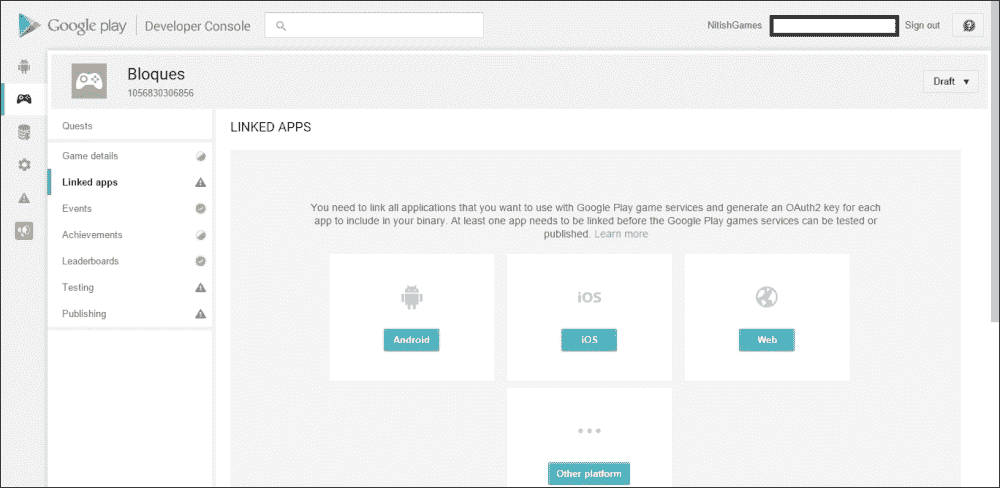 Google play Developer Console NitishGames Sign out
Bloques
1056830306856
Draft
Quests
Game details
Linked apps
Events
Achievements
Leaderboards
Testing
Publishing
LINKED APPS
You need to link all applications that you want to use with Google Play game services and generate an OAuth2 key for each
app to include in your binary. At least one app needs to be linked before the Google Play games services can be tested or
published. Learn more
Android
iOS
iOS
Web
Other platform